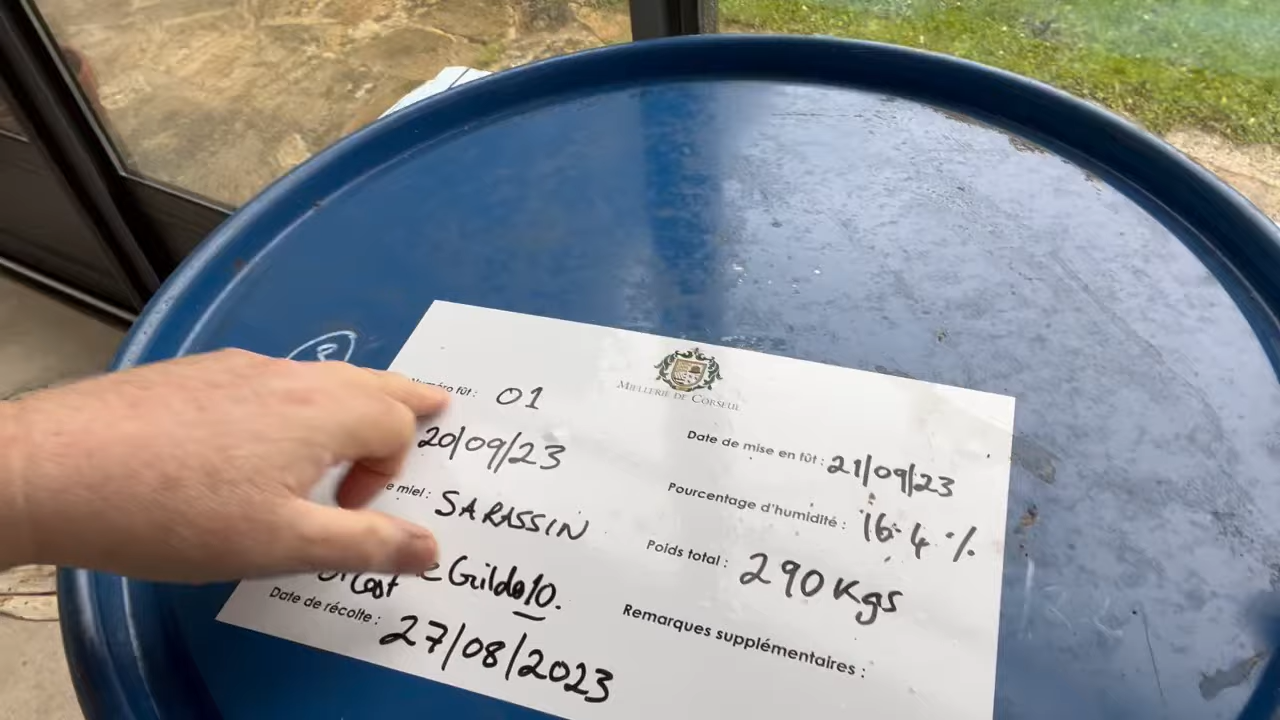 Numéro fût : 01
MIELLERIE DE CORSEUL
20/09/23
Date de mise en fût : 21/09/23
miel : SARASSIN
Pourcentage d'humidité : 16.4 %
Poids total : 290 Kgs
Date de récolte : 27/08/2023
Remarques supplémentaires :